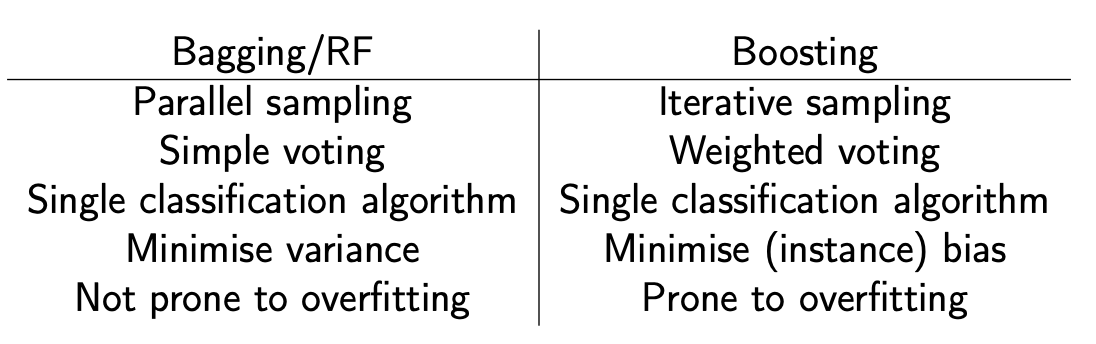 Bagging/RF Boosting
Parallel sampling Iterative sampling
Simple voting Weighted voting
Single classification algorithm Single classification algorithm
Minimise variance Minimise (instance) bias
Not prone to overfitting Prone to overfitting